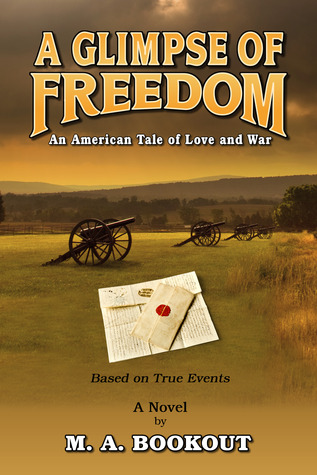 A GLIMPSE OF
FREEDOM
An American Tale of Love and War
Based on True Events
A Novel
by
M. A. BOOKOUT